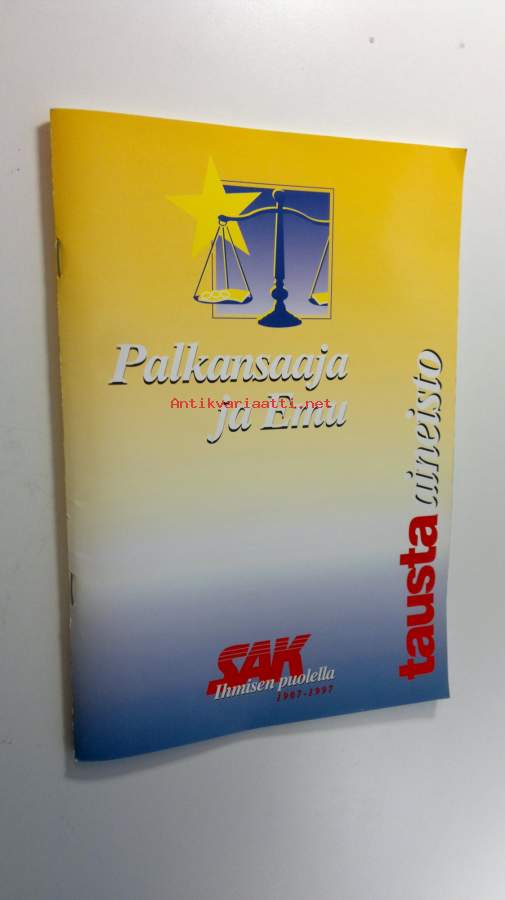 Palkansaaja
ja Emu
Antikvariaatti.net
tausta aineisto
SAK
Ihmisen puolella
1907-1997